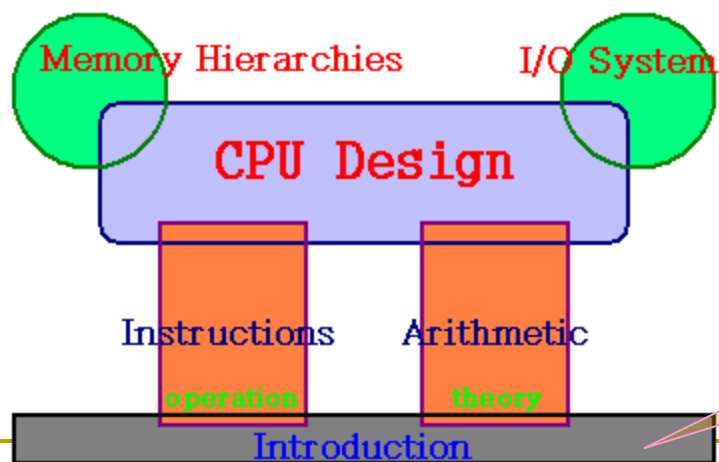 Memory Hierarchies
I/O System
CPU Design
Instructions
Arithmetic
operation
theory
Introduction